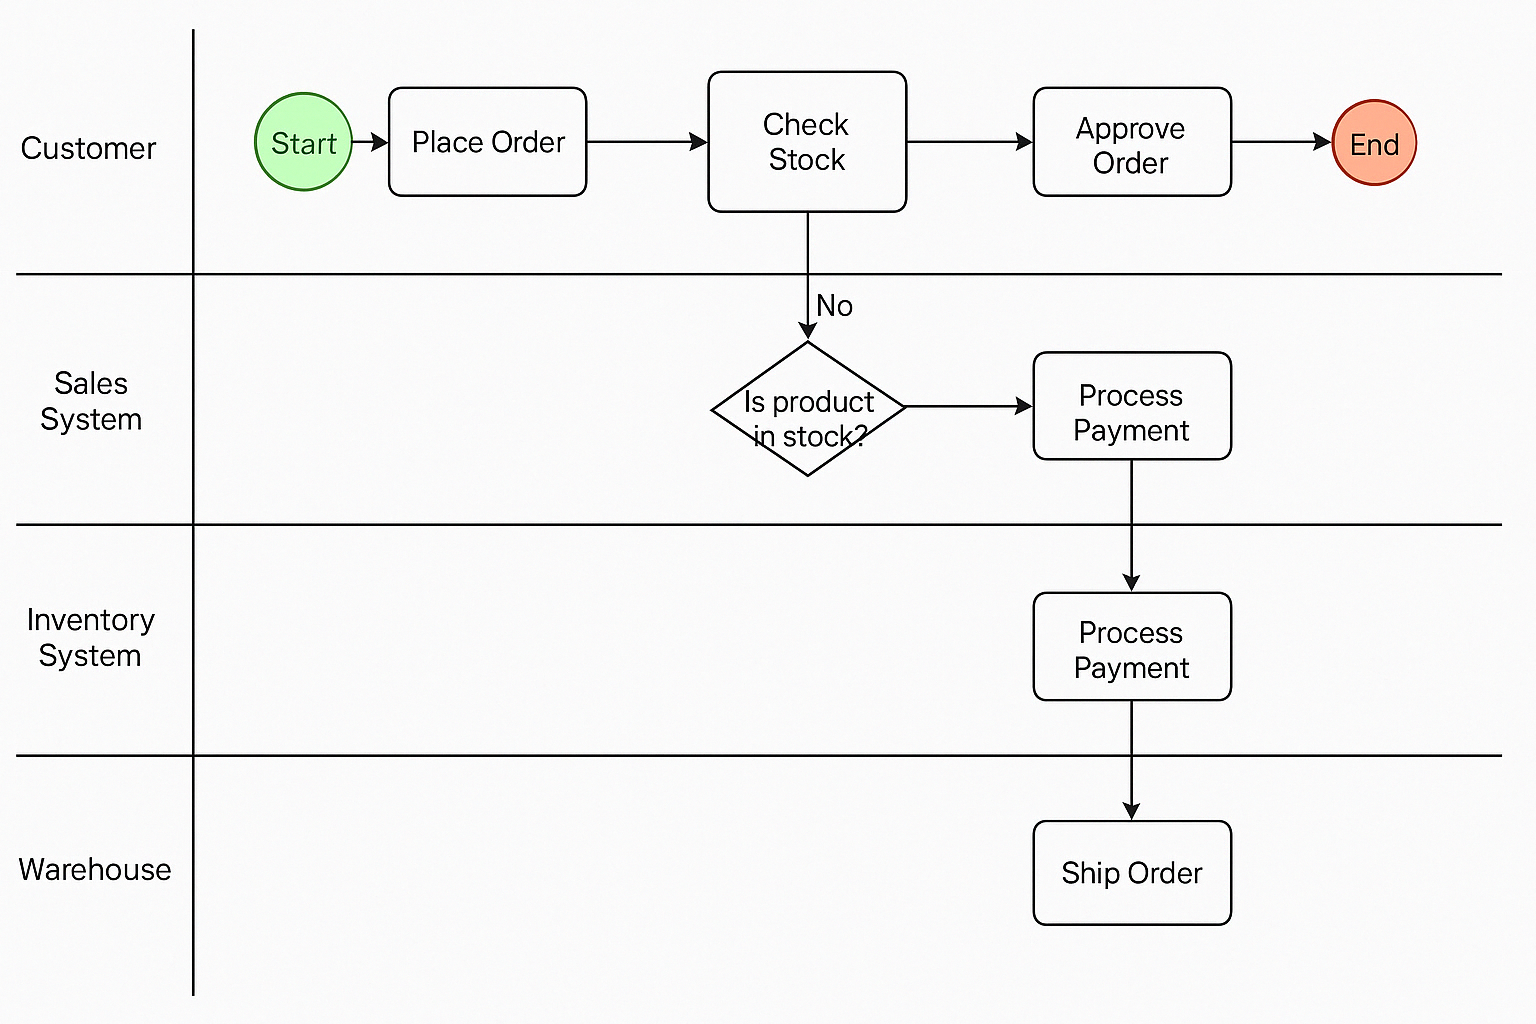 Customer
Start
Place Order
Check
Stock
Approve
Order
End
No
Sales
System
Is product
in stock?
Process
Payment
Inventory
System
Process
Payment
Warehouse
Ship Order